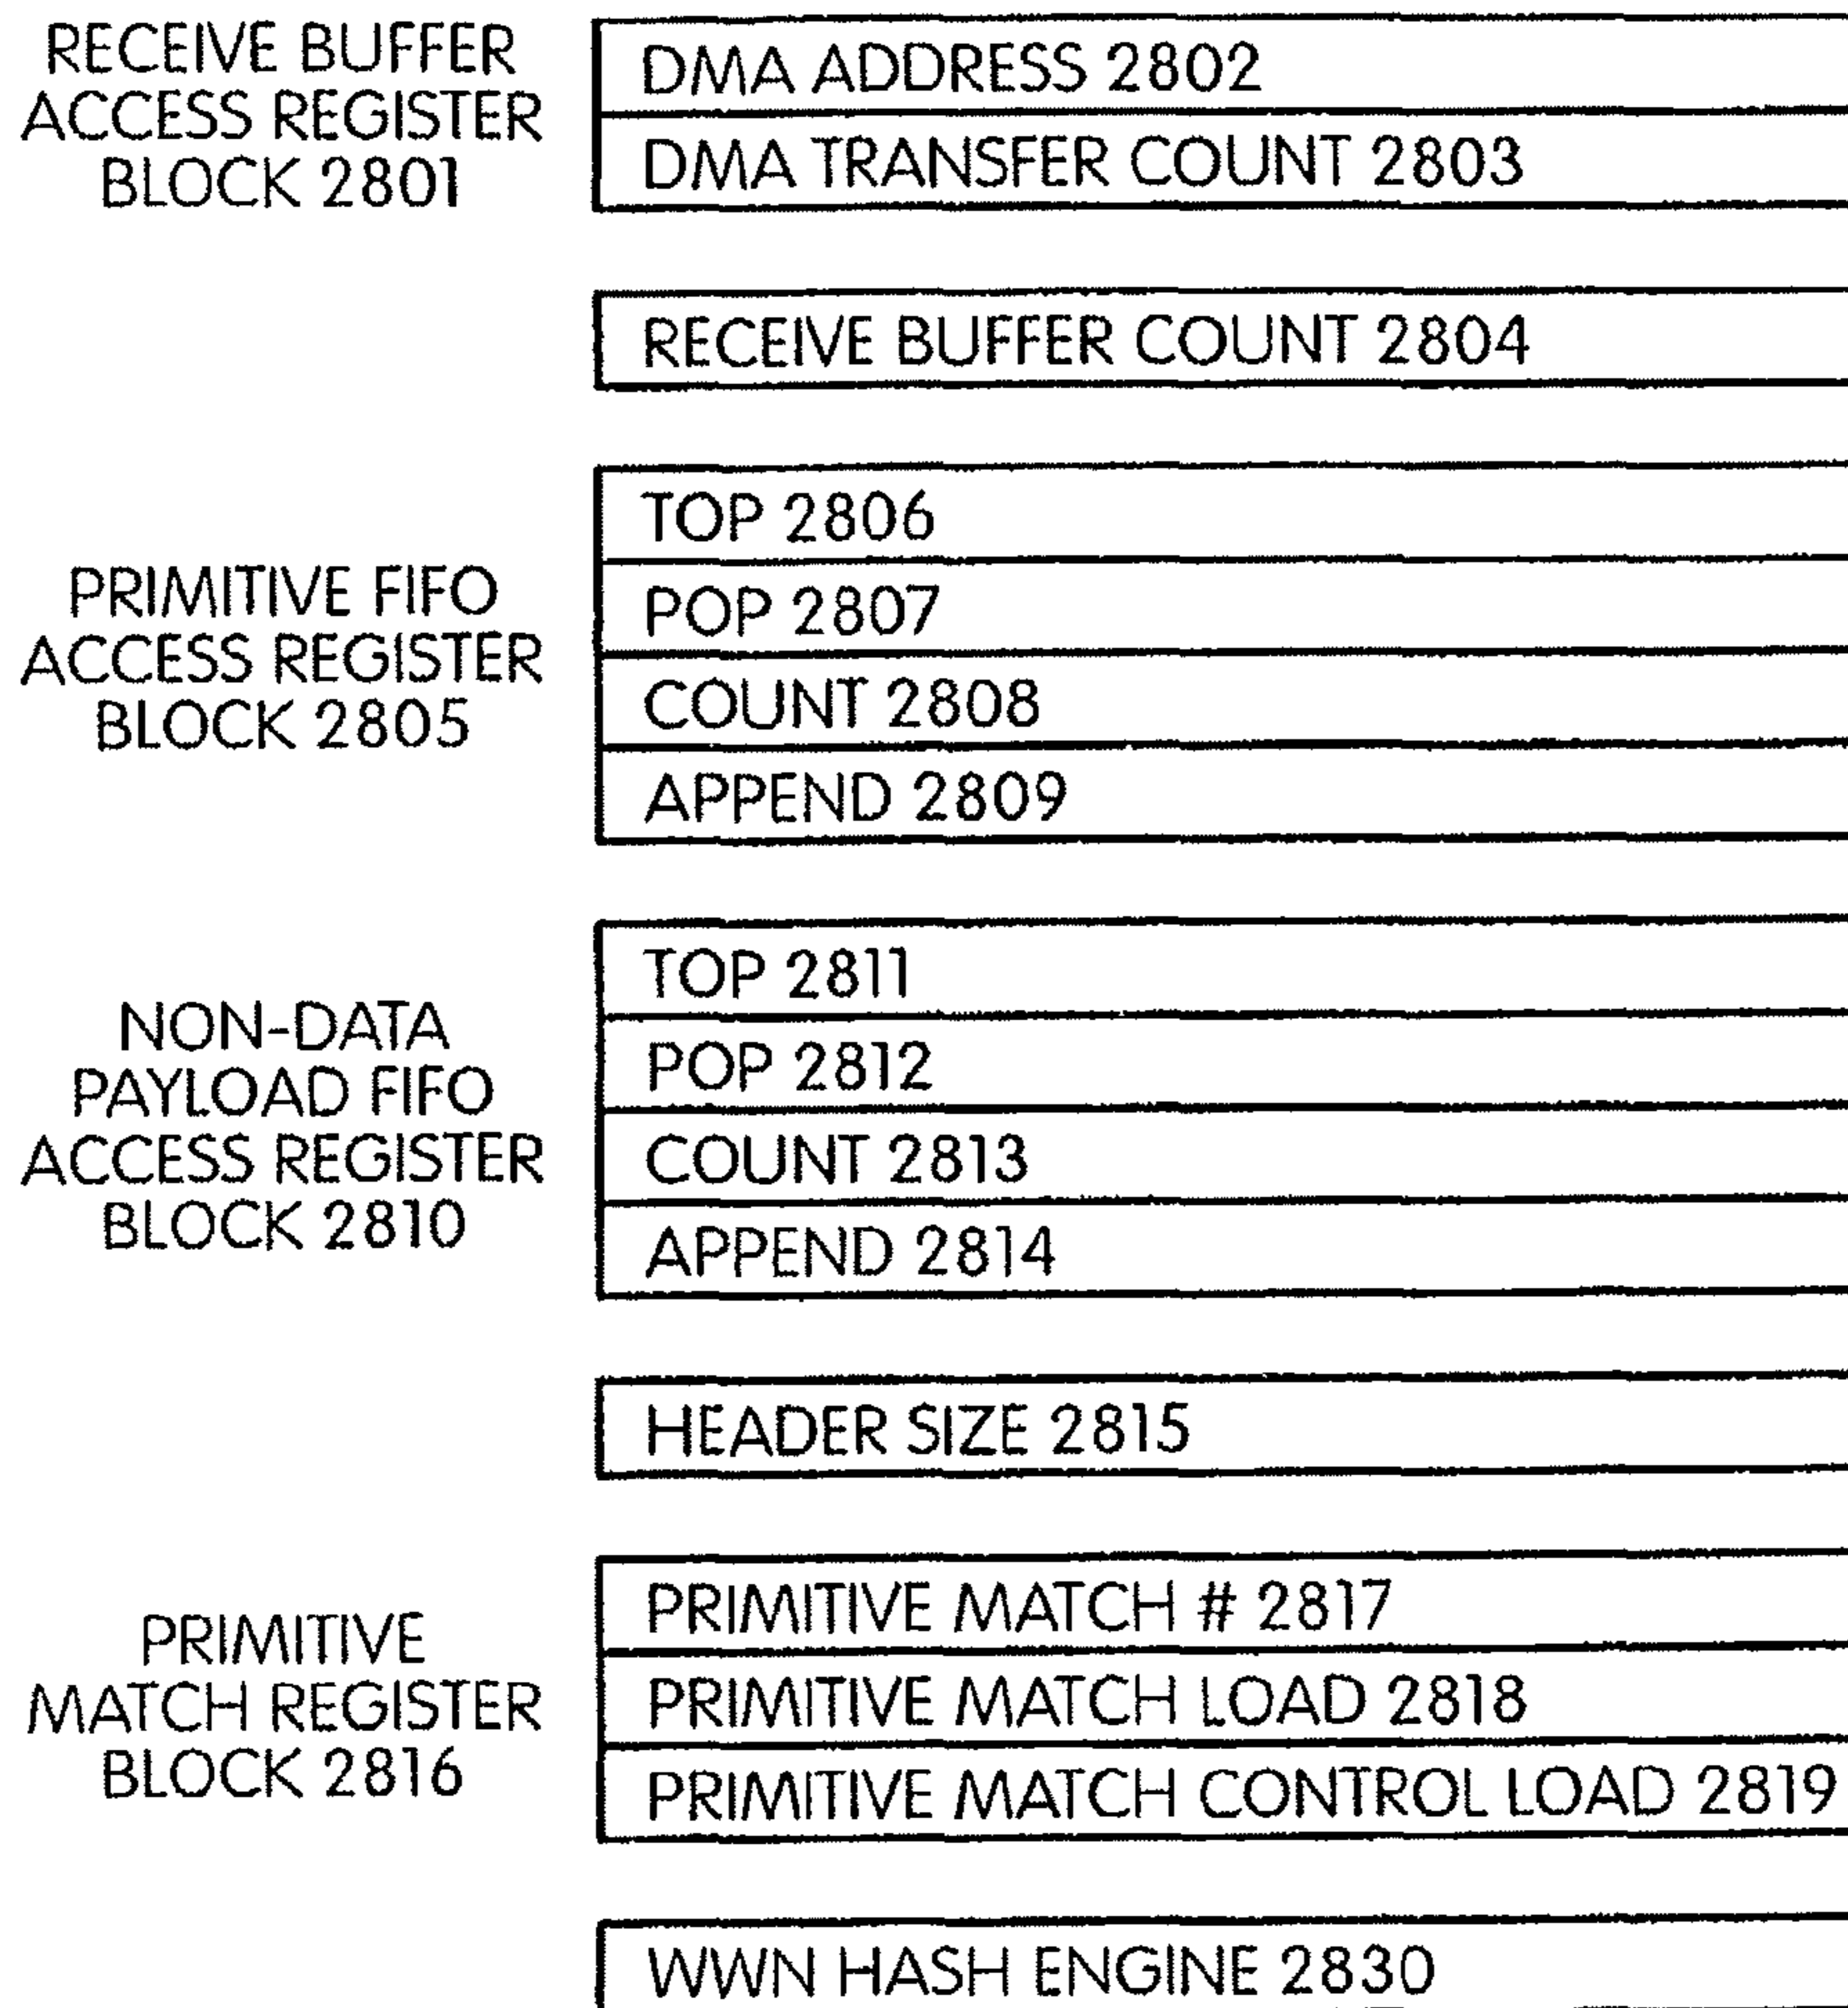 RECEIVE BUFFER
ACCESS REGISTER
BLOCK 2801
DMA ADDRESS 2802
DMA TRANSFER COUNT 2803
RECEIVE BUFFER COUNT 2804
PRIMITIVE FIFO
ACCESS REGISTER
BLOCK 2805
TOP 2806
POP 2807
COUNT 2808
APPEND 2809
NON-DATA
PAYLOAD FIFO
ACCESS REGISTER
BLOCK 2810
TOP 2811
POP 2812
COUNT 2813
APPEND 2814
HEADER SIZE 2815
PRIMITIVE
MATCH REGISTER
BLOCK 2816
PRIMITIVE MATCH # 2817
PRIMITIVE MATCH LOAD 2818
PRIMITIVE MATCH CONTROL LOAD 2819
WWN HASH ENGINE 2830